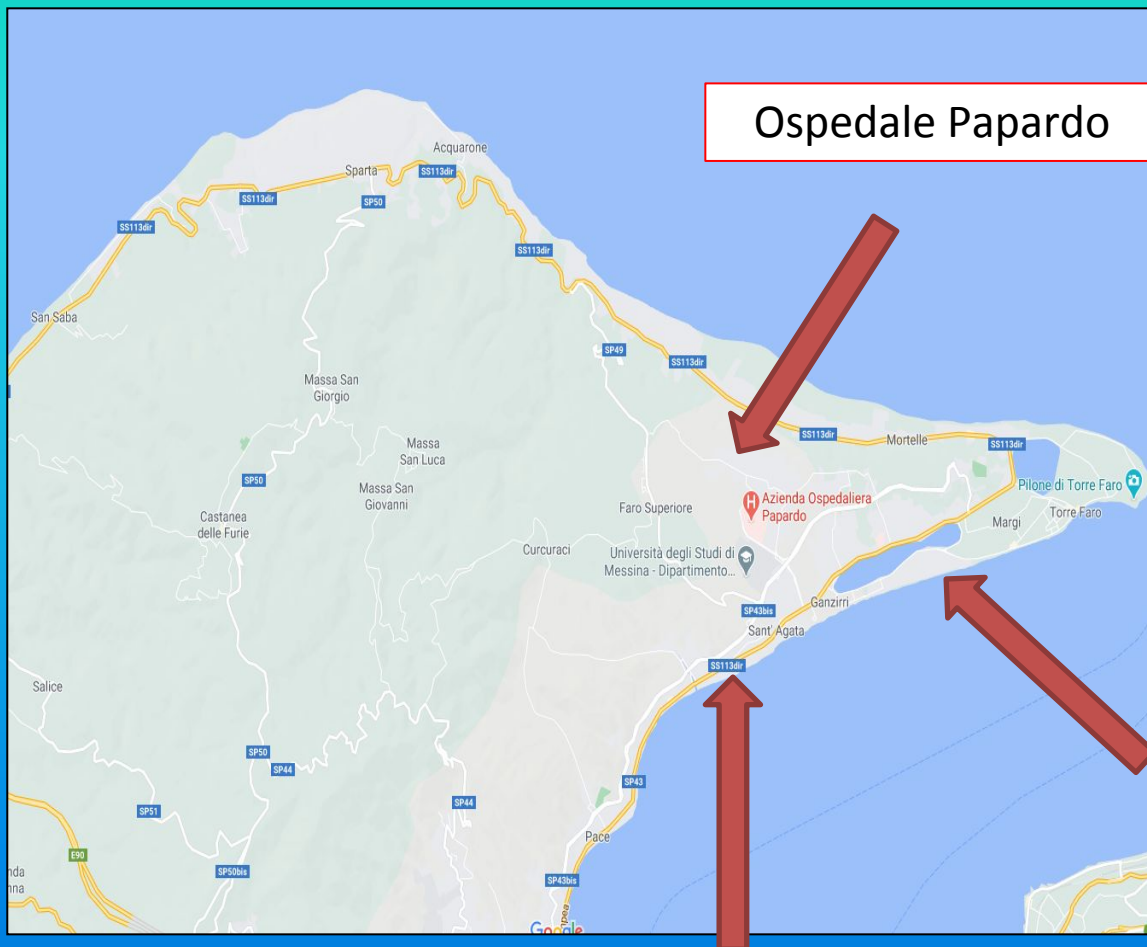 Ospedale Papardo
Acquarone
Sparta
SS113dir
SS113dir
SP50
SS113dir
SS113dir
San Saba
SP49
SS113dir
Massa San
Giorgio
SS113dir
Mortelle
SS113dir
Massa
San Luca
SP50
Massa San
Giovanni
Pilone di Torre Faro
Azienda Ospedaliera
Papardo
H
Faro Superiore
Torre Faro
Margi
Castanea
delle Furie
Curcuraci
Università degli Studi di
Messina - Dipartimento...
Ganzirri
SP43bis
Sant' Agata
SS113dir
Salice
SP50
SP44
SP43
SP44
SP51
Pace
E90
SP50bis
SP43bis
Google